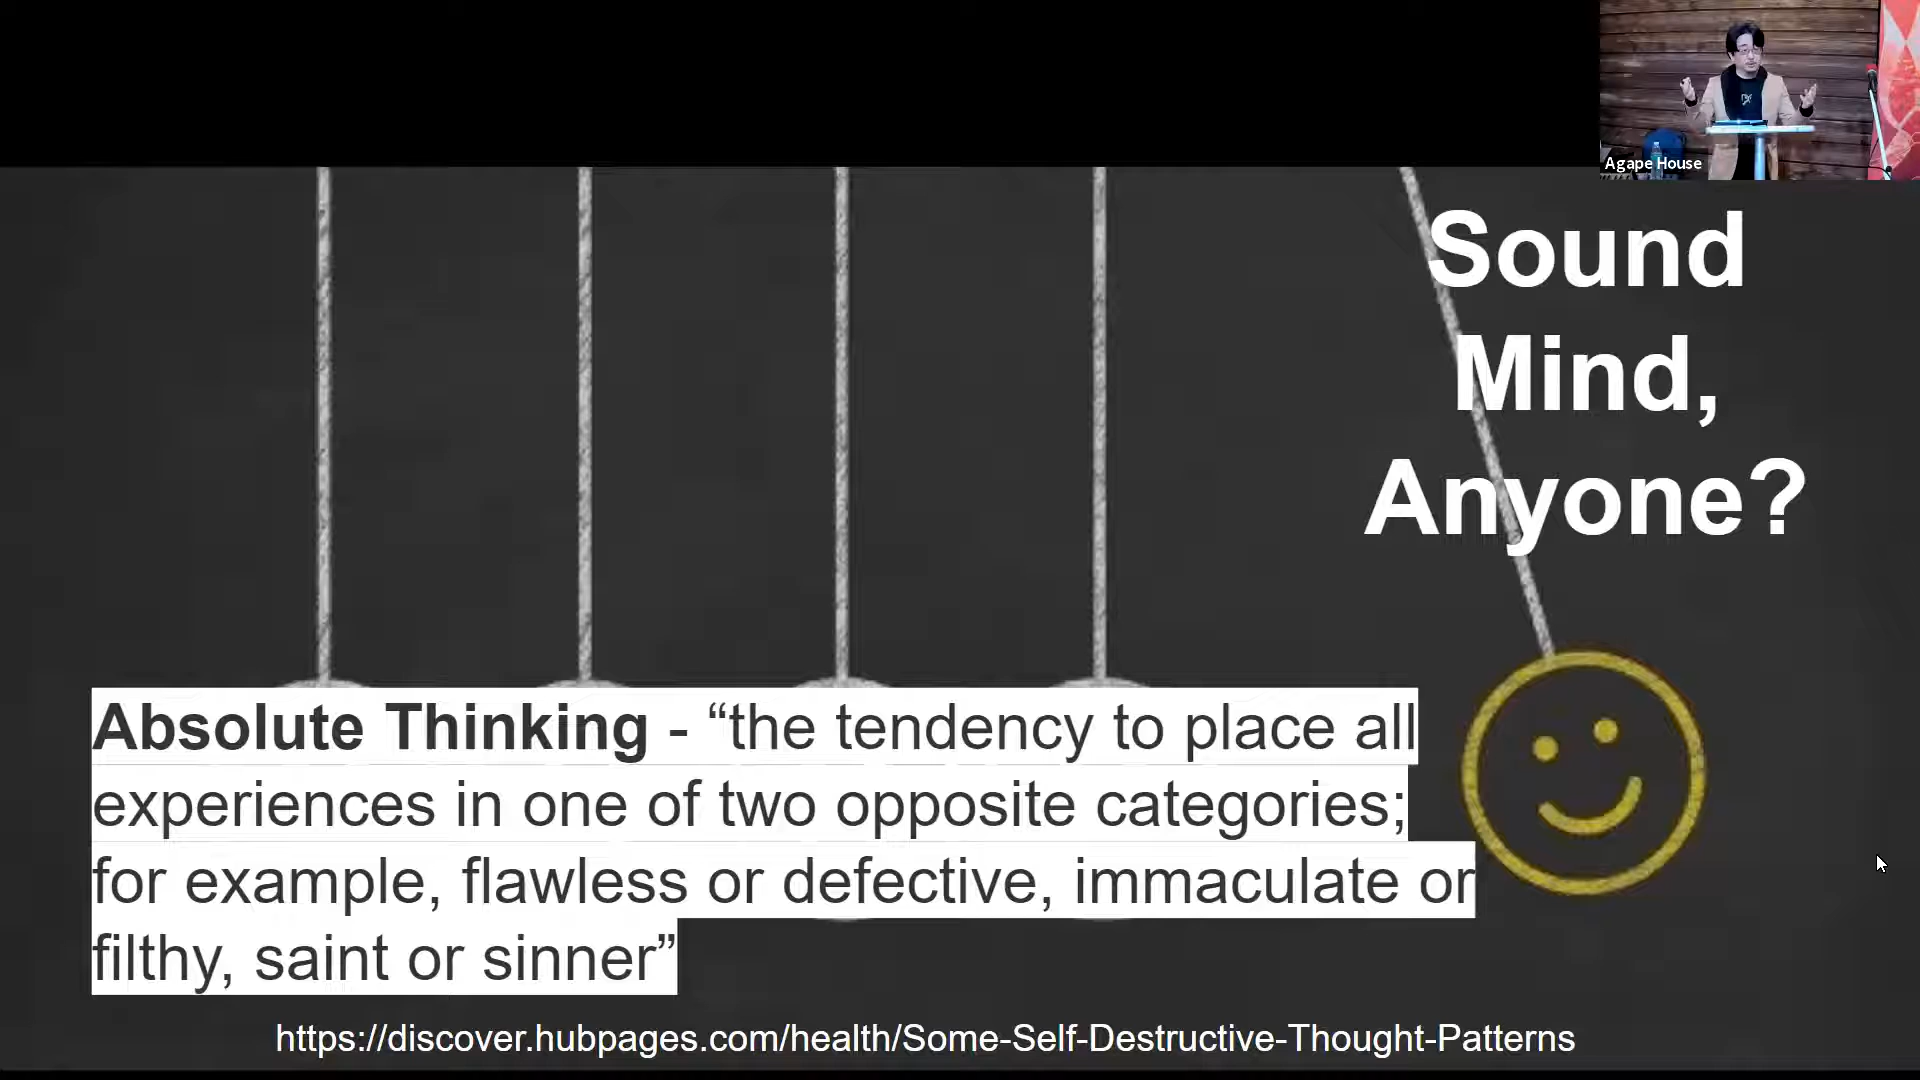 Agape House
Sound
Mind,
Anyone?
Absolute Thinking - “the tendency to place all
experiences in one of two opposite categories;
for example, flawless or defective, immaculate or
filthy, saint or sinner”
https://discover.hubpages.com/health/Some-Self-Destructive-Thought-Patterns